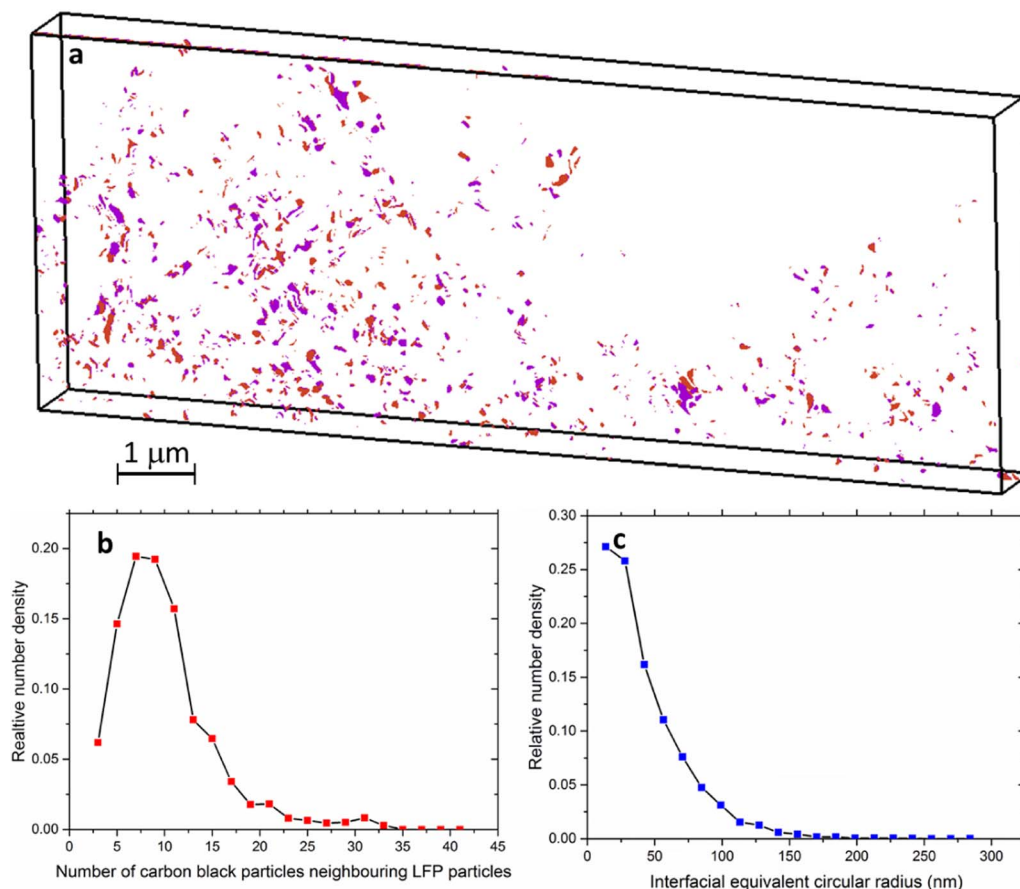 a
1 μm
b
0.20
0.15
0.10
0.05
0.00
Realtive number density
0 5 10 15 20 25 30 35 40 45
Number of carbon black particles neighbouring LFP particles
c
0.30
0.25
0.20
0.15
0.10
0.05
0.00
Relative number density
0 50 100 150 200 250 300
Interfacial equivalent circular radius (nm)